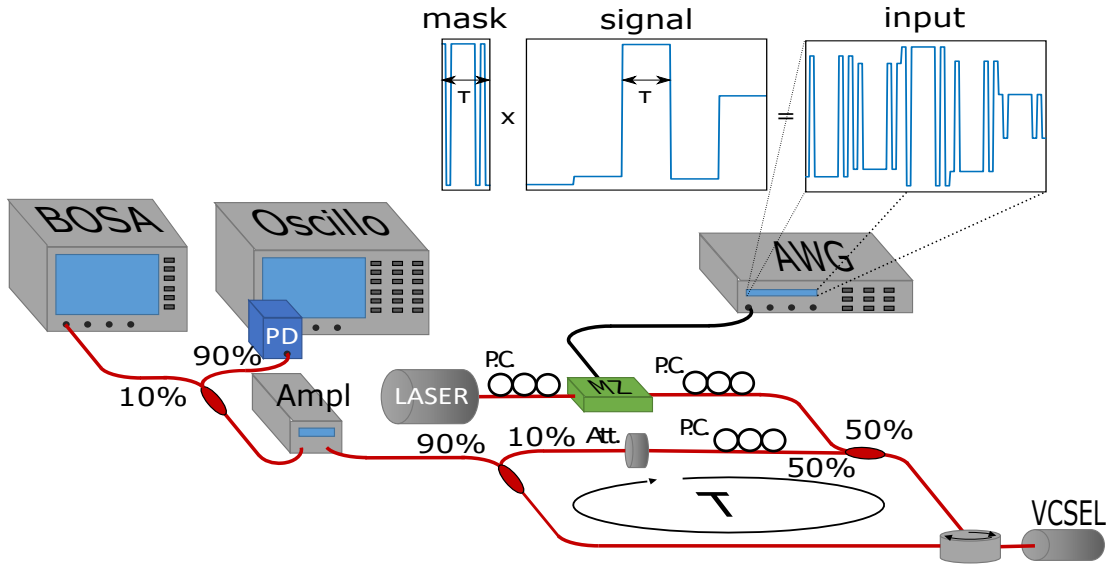 mask signal input
T T
x =
BOSA Oscillo AWG
PD
90%
P.C.
MZ
P.C.
10% Ampl LASER
90% 10% Att. P.C. 50%
50%
T
VCSEL